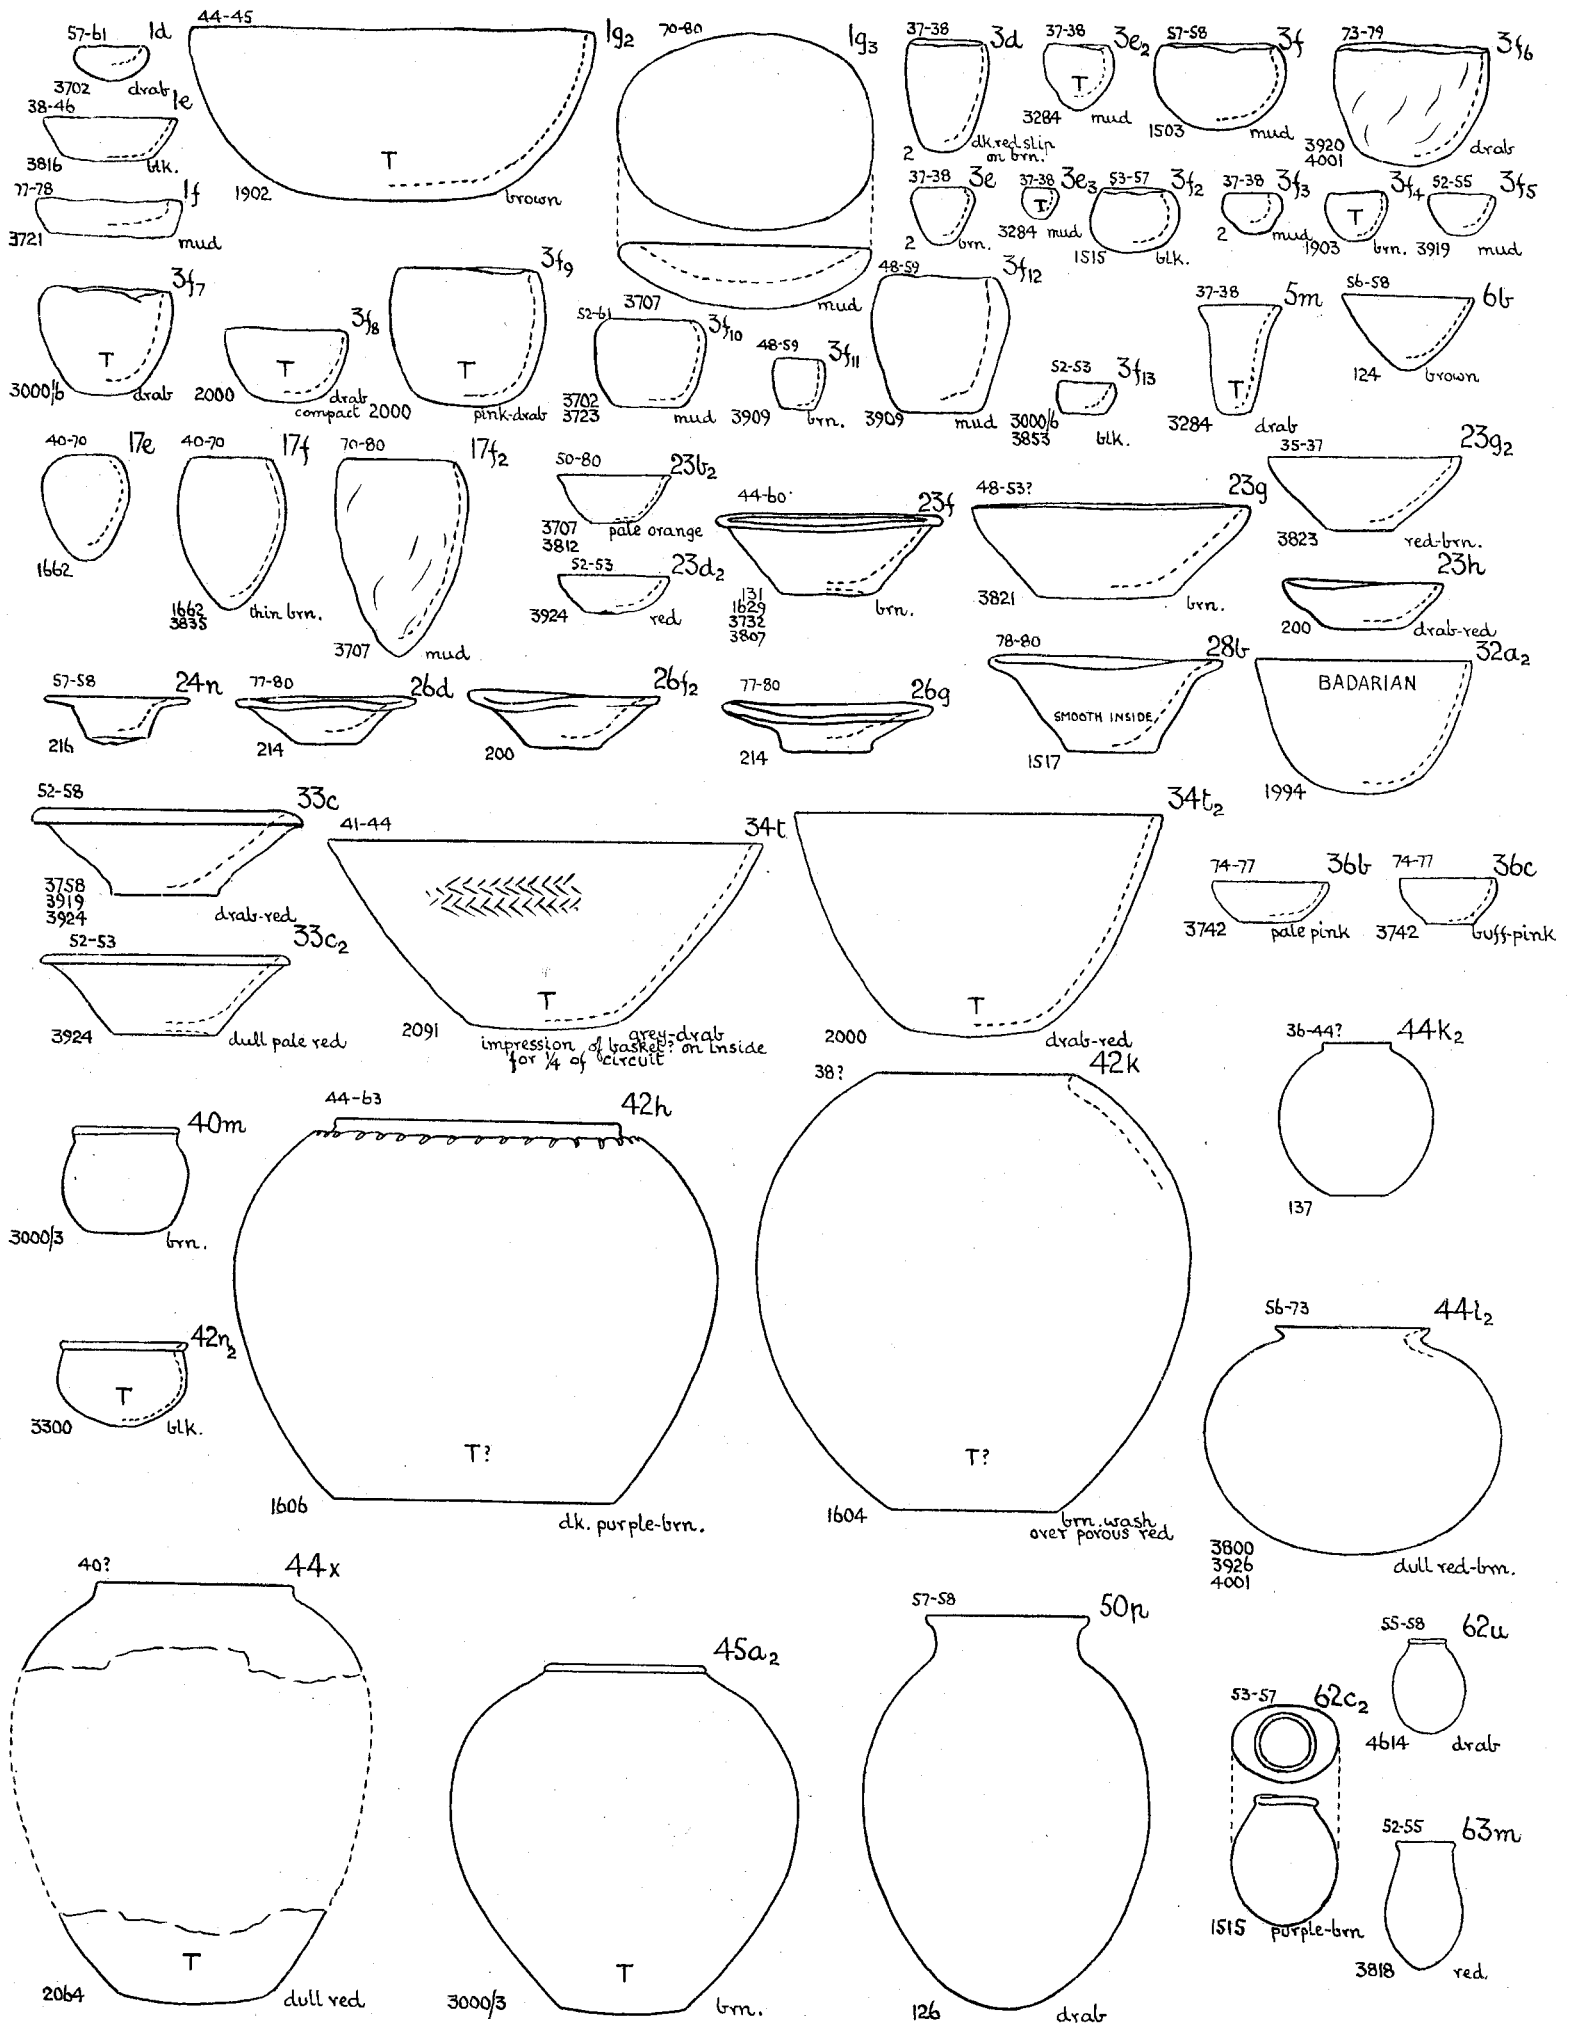 57-61 1d
3702 drab
38-46 1e
3816 blk.
77-78 1f
3721 mud
44-45 1g2
T
1902 brown
70-80 1g3
3707 mud
37-38 3d
2 dk. red slip
on brn.
37-38 3e2
T
3284 mud
57-58 3f
1503 mud
73-79 3f6
3920
4001 drab
37-38 3e
2 brn.
37-38 3e3
T
3284 mud
53-57 3f2
1515 blk.
37-38 3f3
2 mud
3f4
T
1903 brn.
52-55 3f5
3919 mud
3f7
T
3000/6 drab
3f8
T
2000 drab
compact
3f9
T
2000 pink-drab
52-61 3f10
3702
3723 mud
48-59 3f11
3909 brn.
48-59 3f12
3909 mud
52-53 3f13
3000/6
3853 blk.
37-38 5m
T
3284 drab
56-58 6b
124 brown
40-70 17e
1662
40-70 17f
1662
3835 thin brn.
70-80 17f2
3707 mud
50-80 23b2
3707
3812 pale orange
52-53 23d2
3924 red
44-60 23f
131
1629
3732
3807 brn.
48-53? 23g
3821 brn.
35-37 23g2
3823 red-brn.
23h
200 drab-red
57-58 24n
216
77-80 26d
214
26f2
200
77-80 26g
214
78-80 28b
SMOOTH INSIDE
1517
32a2
BADARIAN
1994
52-58 33c
3758
3919
3924 drab-red
52-53 33c2
3924 dull pale red
41-44 34t
T
2091 grey-drab
impression of basket? on inside
for 1/4 of circuit
34t2
T
2000 drab-red
74-77 36b
3742 pale pink
74-77 36c
3742 buff-pink
40m
3000/3 brn.
44-63 42h
T?
1606 dk. purple-brn.
38? 42k
T?
1604 brn. wash
over porous red
36-44? 44k2
137
42n2
T
3300 blk.
56-73 44l2
3800
3926
4001 dull red-brn.
40? 44x
T
2064 dull red
45a2
T
3000/3 brn.
57-58 50p
126 drab
53-57 62c2
1515 purple-brn
55-58 62u
4614 drab
52-55 63m
3818 red.